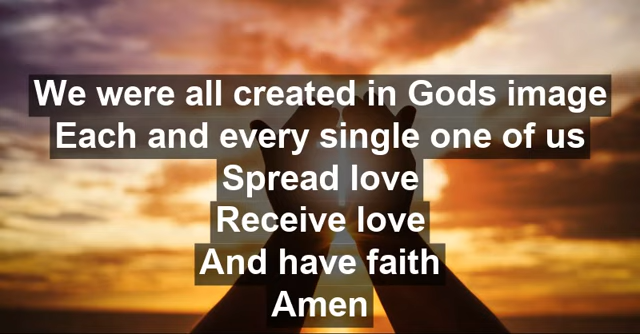 We were all created in Gods image
Each and every single one of us
Spread love
Receive love
And have faith
Amen